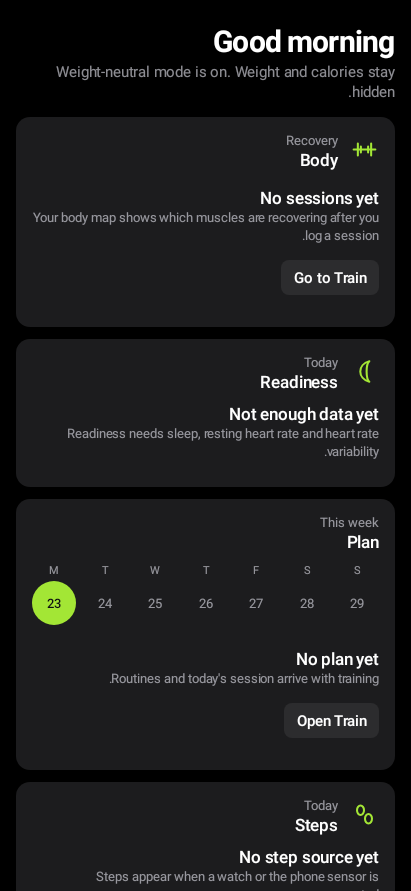 Good morning
Weight-neutral mode is on. Weight and calories stay
.hidden
Recovery
Body
No sessions yet
Your body map shows which muscles are recovering after you
.log a session
Go to Train
Today
Readiness
Not enough data yet
Readiness needs sleep, resting heart rate and heart rate
.variability
This week
Plan
M T W T F S S
23 24 25 26 27 28 29
No plan yet
.Routines and today's session arrive with training
Open Train
Today
Steps
No step source yet
Steps appear when a watch or the phone sensor is